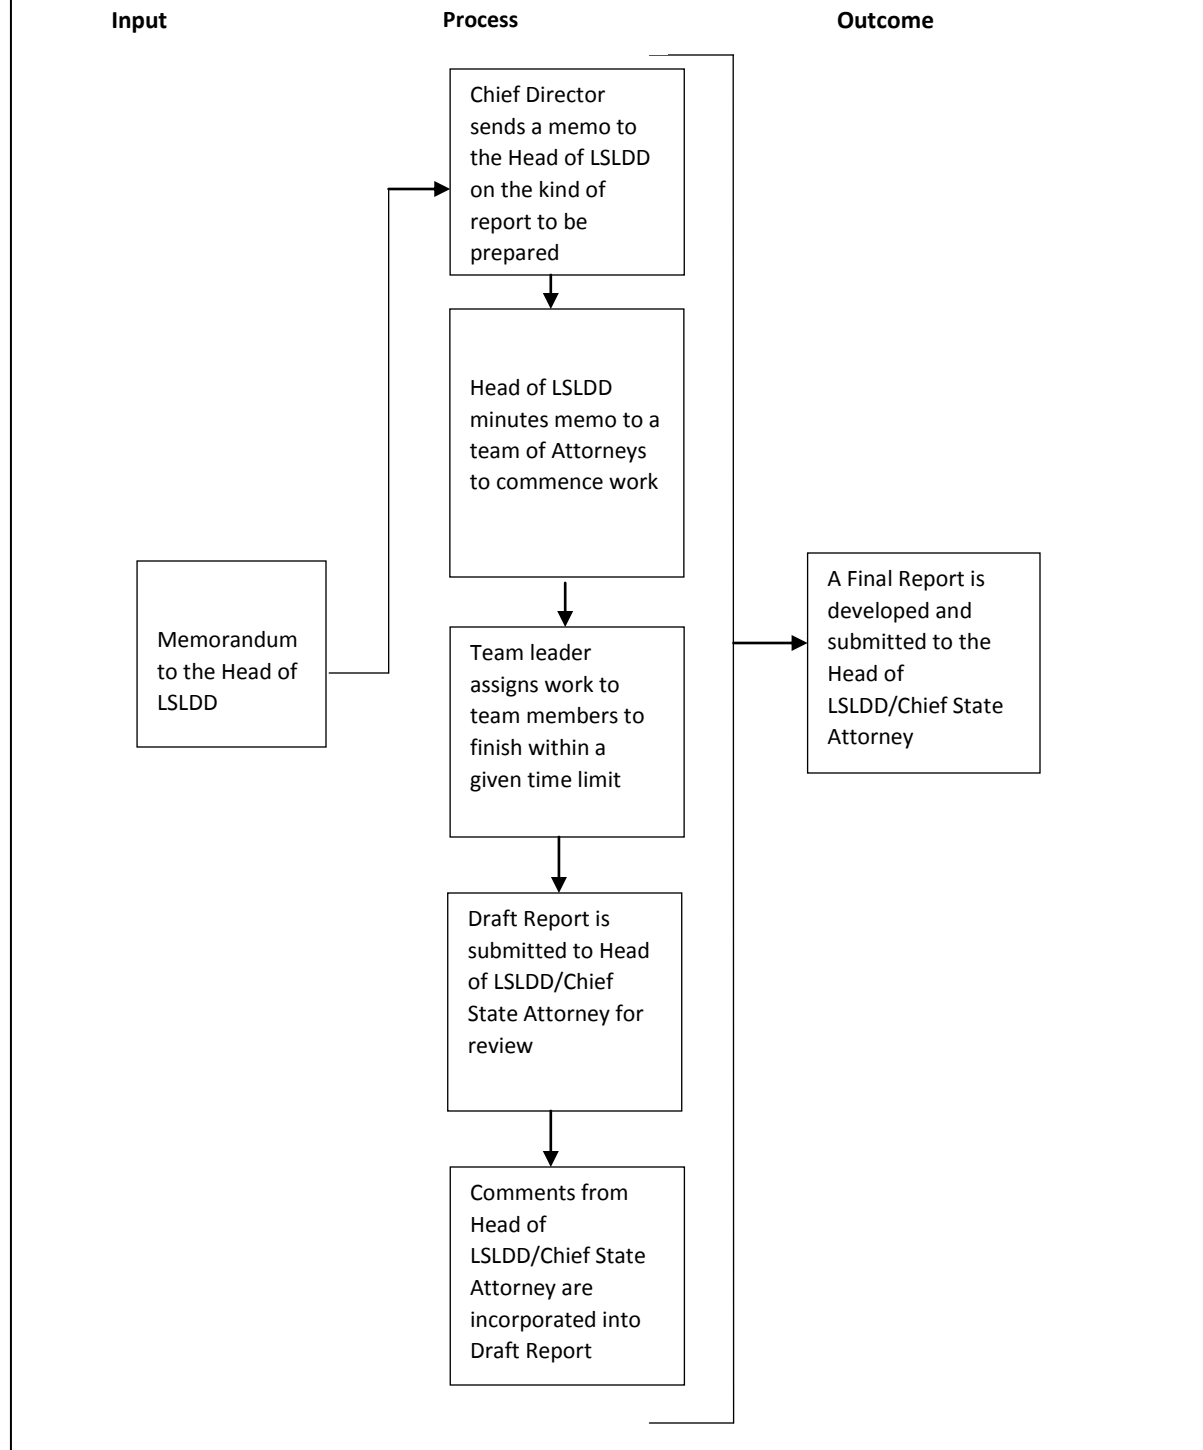 Input Process Outcome
Chief Director
sends a memo to
the Head of LSLDD
on the kind of
report to be
prepared
Head of LSLDD
minutes memo to a
team of Attorneys
to commence work
Memorandum
to the Head of
LSLDD
Team leader
assigns work to
team members to
finish within a
given time limit
Draft Report is
submitted to Head
of LSLDD/Chief
State Attorney for
review
Comments from
Head of
LSLDD/Chief State
Attorney are
incorporated into
Draft Report
A Final Report is
developed and
submitted to the
Head of
LSLDD/Chief State
Attorney